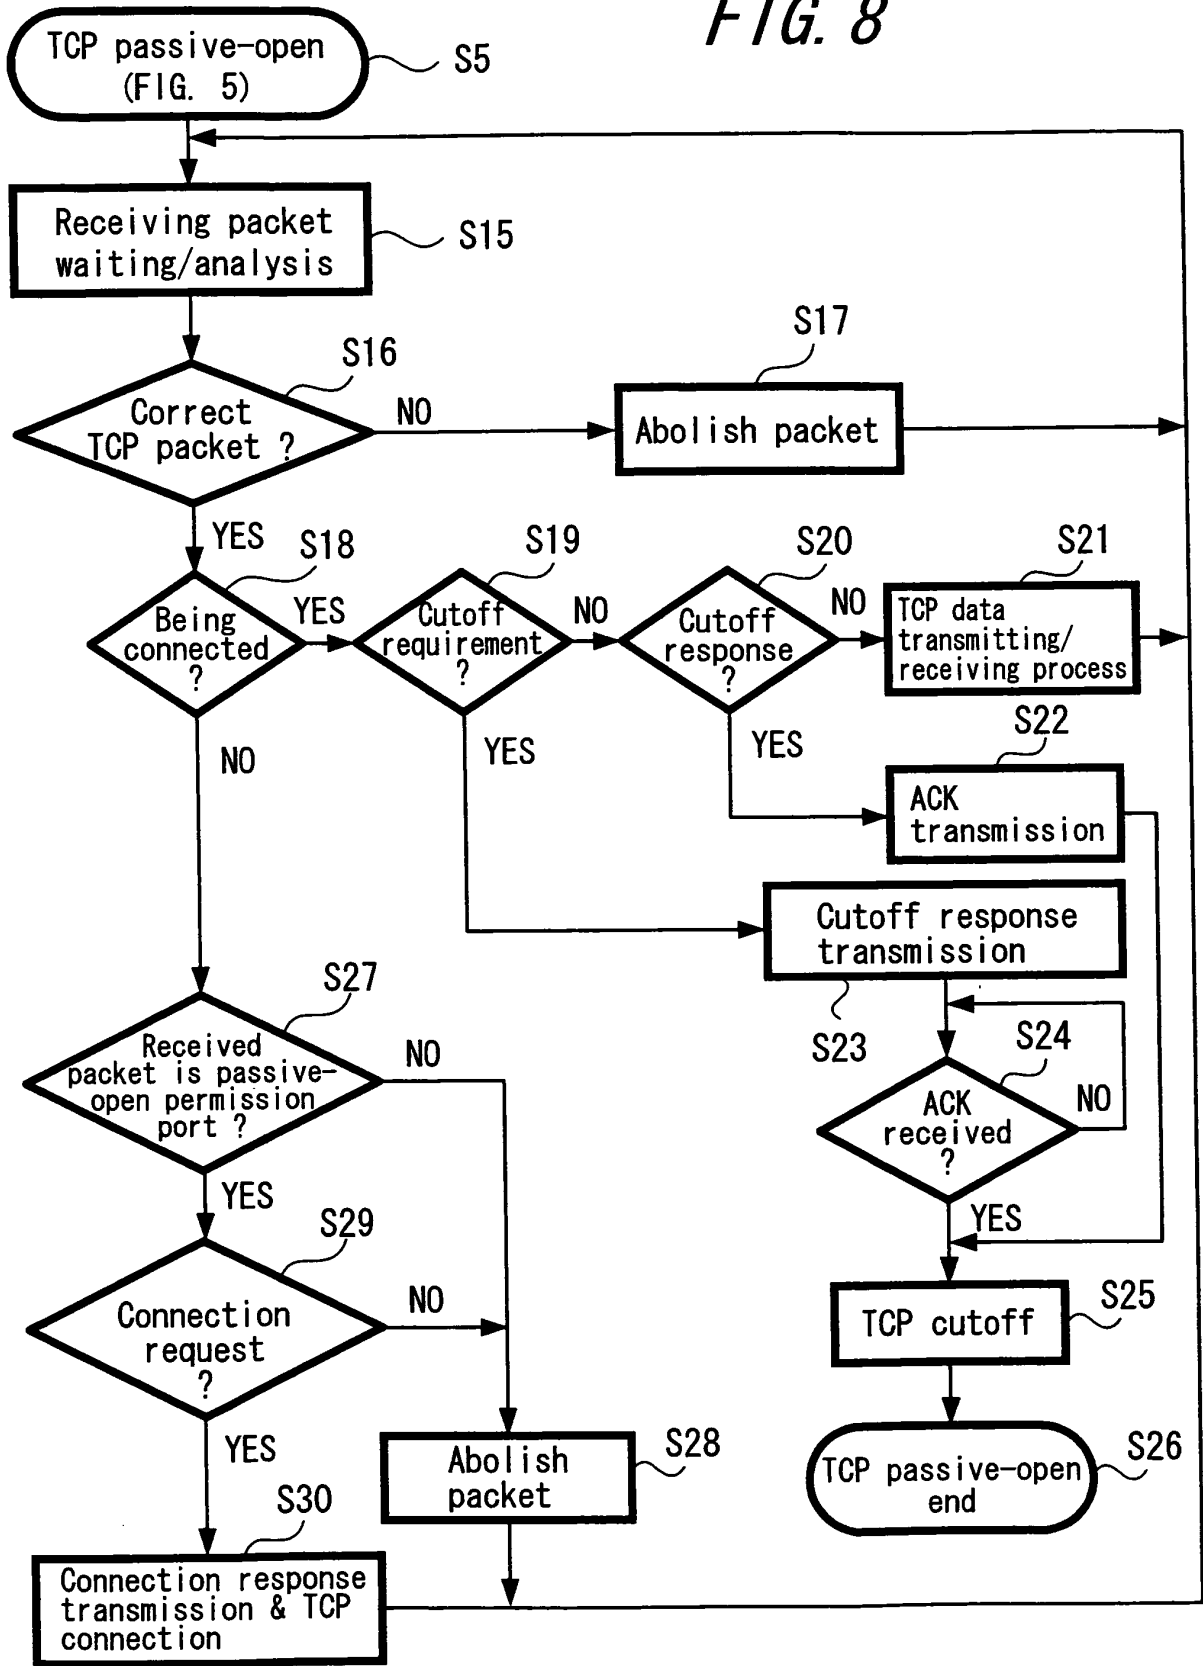 FIG. 8
TCP passive-open
(FIG. 5)
S5
Receiving packet
waiting/analysis
S15
S16
Correct
TCP packet ?
NO
S17
Abolish packet
YES
S18
Being
connected
?
YES
S19
Cutoff
requirement
?
NO
S20
Cutoff
response
?
NO
S21
TCP data
transmitting/
receiving process
NO
YES
YES
S22
ACK
transmission
Cutoff response
transmission
S23
S24
ACK
received
?
NO
YES
S27
Received
packet is passive-
open permission
port ?
NO
YES
S29
Connection
request
?
NO
YES
S25
TCP cutoff
S28
Abolish
packet
S26
TCP passive-open
end
S30
Connection response
transmission & TCP
connection